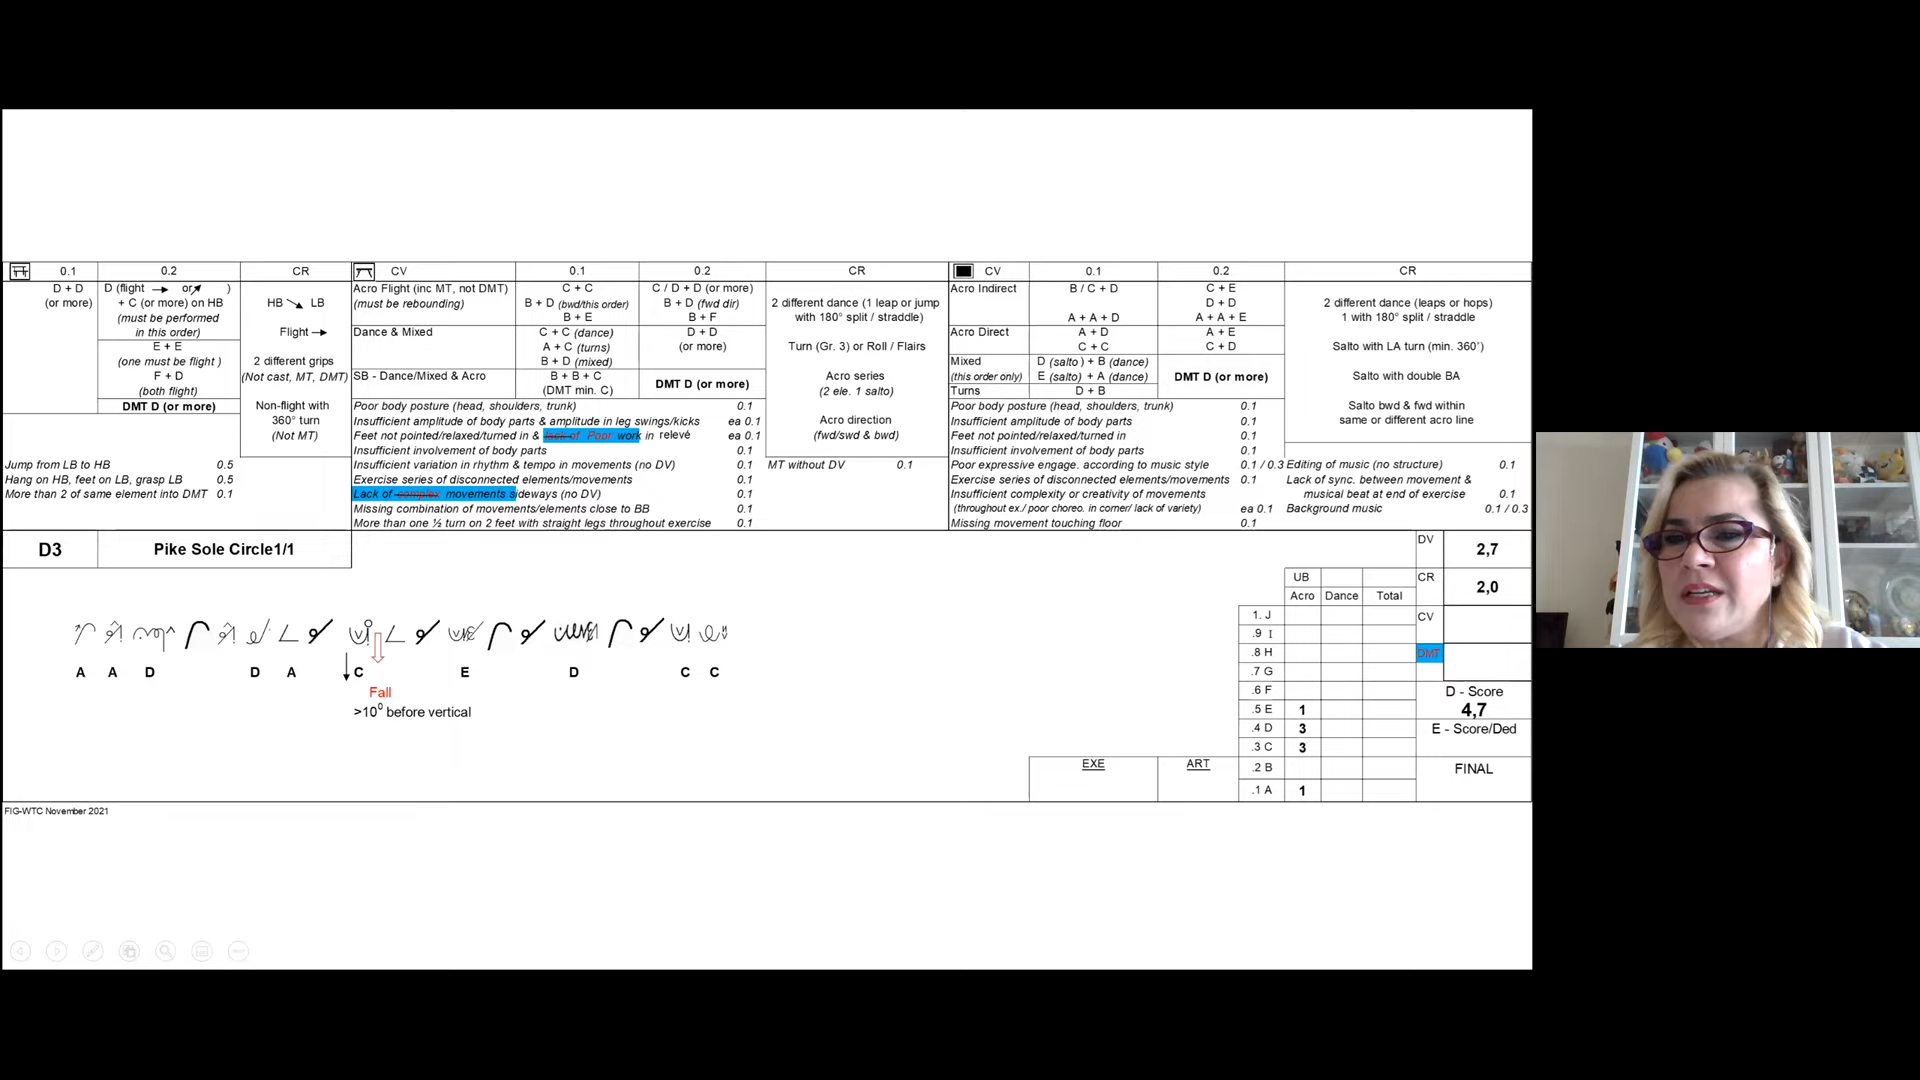 0.1 0.2 CR
D + D D (flight or )
(or more) + C (or more) on HB
(must be performed
in this order)
E + E
(one must be flight )
F + D
(both flight)
DMT D (or more)
HB LB
Flight
2 different grips
(Not cast, MT, DMT)
Non-flight with
360° turn
(Not MT)
Jump from LB to HB 0.5
Hang on HB, feet on LB, grasp LB 0.5
More than 2 of same element into DMT 0.1
CV 0.1 0.2 CR
Acro Flight (inc MT, not DMT) C + C C / D + D (or more)
(must be rebounding) B + D (bwd/this order) B + D (fwd dir)
B + E B + F
Dance & Mixed C + C (dance) D + D
A + C (turns) (or more)
B + D (mixed)
SB - Dance/Mixed & Acro B + B + C DMT D (or more)
(DMT min. C)
2 different dance (1 leap or jump
with 180° split / straddle)
Turn (Gr. 3) or Roll / Flairs
Acro series
(2 ele. 1 salto)
Acro direction
(fwd/swd & bwd)
Poor body posture (head, shoulders, trunk) 0.1
Insufficient amplitude of body parts & amplitude in leg swings/kicks ea 0.1
Feet not pointed/relaxed/turned in & lack of Poor work in relevé ea 0.1
Insufficient involvement of body parts 0.1
Insufficient variation in rhythm & tempo in movements (no DV) 0.1
Exercise series of disconnected elements/movements 0.1
Lack of complex movements sideways (no DV) 0.1
Missing combination of movements/elements close to BB 0.1
More than one ½ turn on 2 feet with straight legs throughout exercise 0.1
MT without DV 0.1
CV 0.1 0.2 CR
Acro Indirect B / C + D C + E
D + D
A + A + D A + A + E
Acro Direct A + D A + E
C + C C + D
Mixed D (salto ) + B (dance)
(this order only) E (salto) + A (dance) DMT D (or more)
Turns D + B
2 different dance (leaps or hops)
1 with 180° split / straddle
Salto with LA turn (min. 360°)
Salto with double BA
Salto bwd & fwd within
same or different acro line
Poor body posture (head, shoulders, trunk) 0.1
Insufficient amplitude of body parts 0.1
Feet not pointed/relaxed/turned in 0.1
Insufficient involvement of body parts 0.1
Poor expressive engage. according to music style 0.1 / 0.3
Exercise series of disconnected elements/movements 0.1
Insufficient complexity or creativity of movements
(throughout ex./ poor choreo. in corner/ lack of variety) ea 0.1
Missing movement touching floor 0.1
Editing of music (no structure) 0.1
Lack of sync. between movement &
musical beat at end of exercise 0.1
Background music 0.1 / 0.3
D3 Pike Sole Circle1/1
A A D D A C E D C C
Fall
>10⁰ before vertical
UB
Acro Dance Total
1. J
.9 I
.8 H
.7 G
.6 F
.5 E 1
.4 D 3
.3 C 3
.2 B
.1 A 1
DV 2,7
CR 2,0
CV
DMT
D - Score
4,7
E - Score/Ded
FINAL
EXE ART
FIG-WTC November 2021